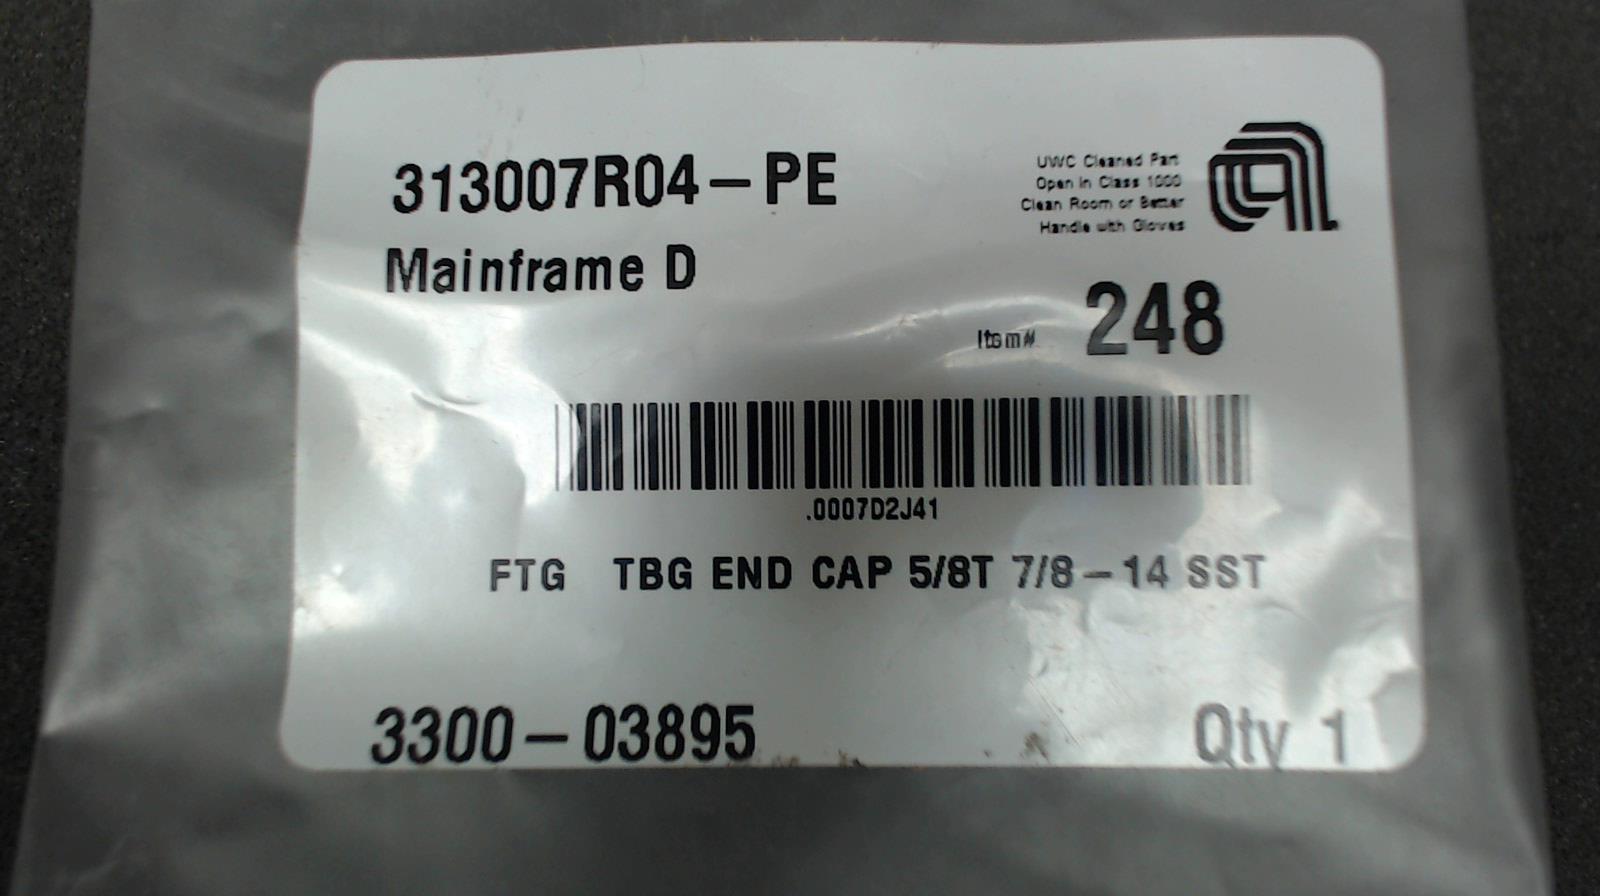 313007R04-PE
Mainframe D
UWC Cleaned Part
Open in Class 1000
Clean Room or Better
Handle with Gloves
Item# 248
.0007D2J41
FTG TBG END CAP 5/8T 7/8-14 SST
3300-03895
Qty 1